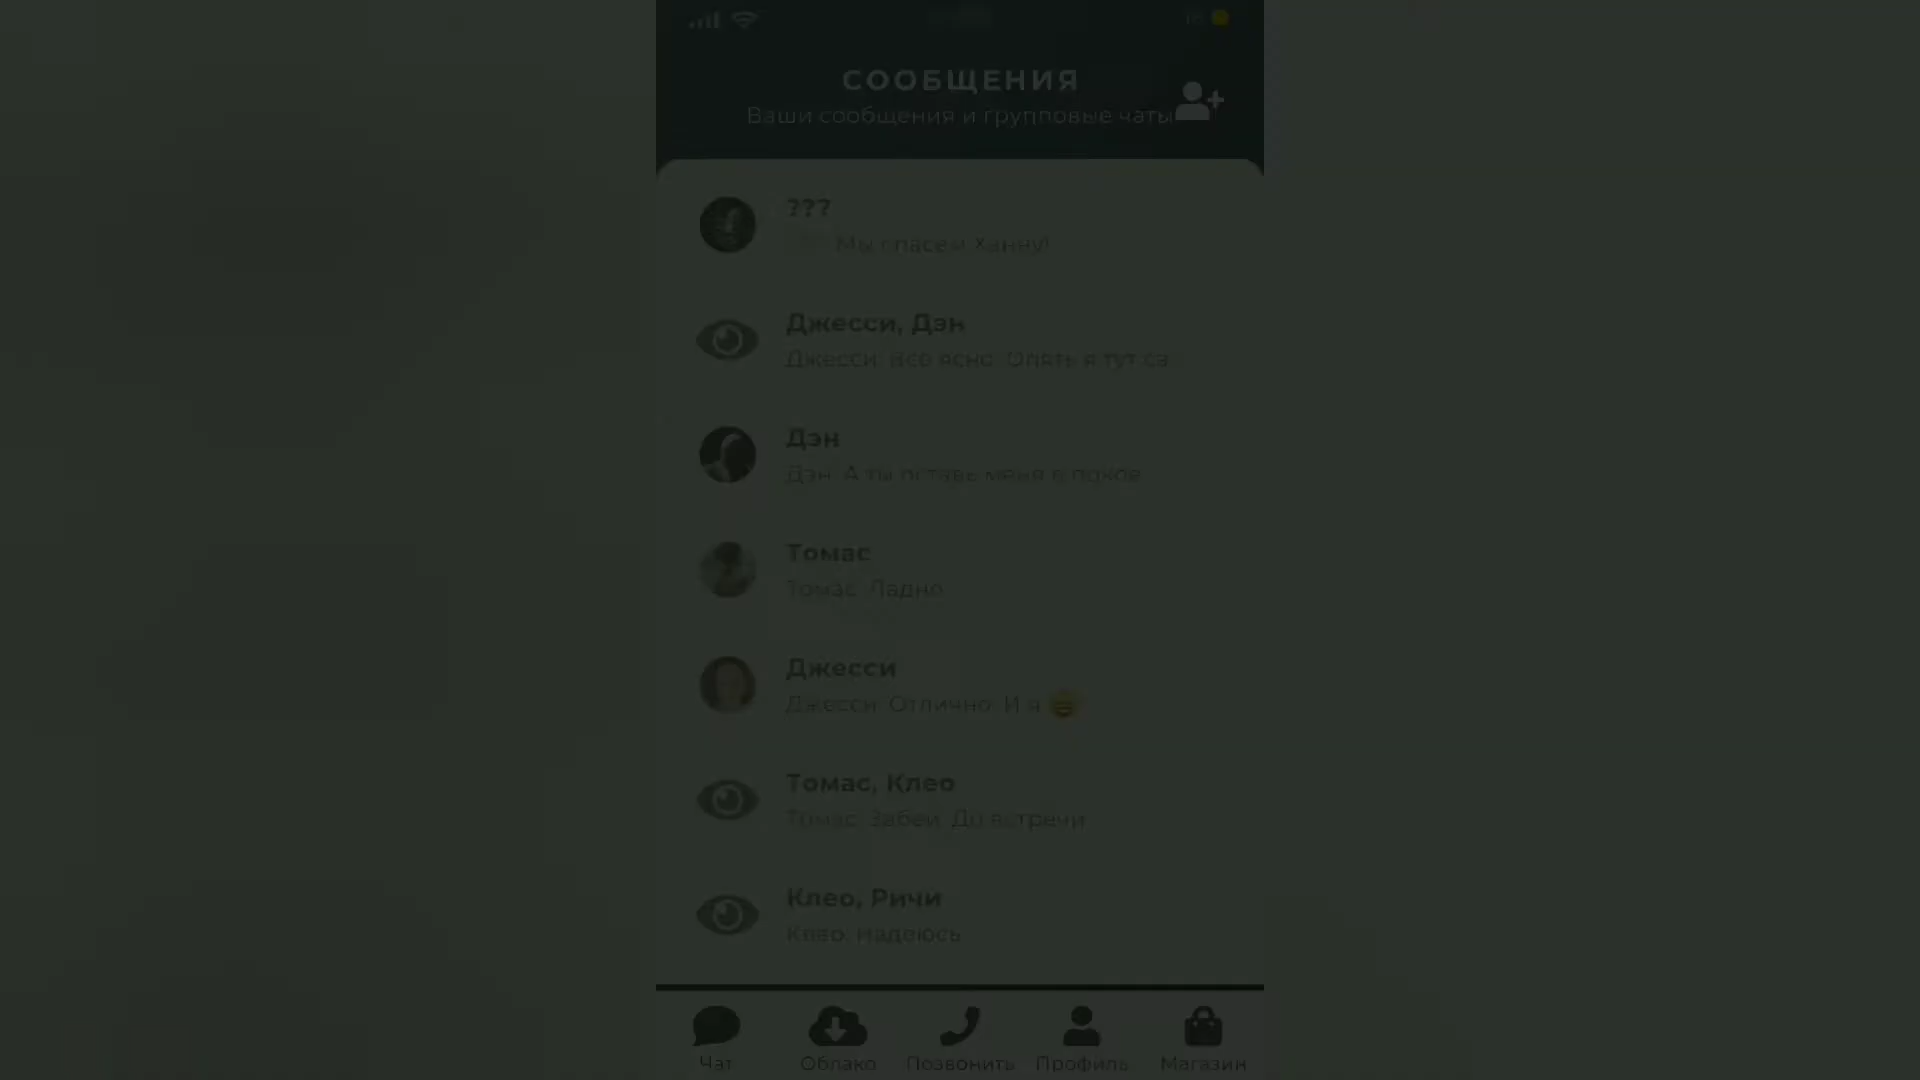 СООБЩЕНИЯ
Ваши сообщения и групповые чаты
???
Мы спасем Ханну!
Джесси, Дэн
Джесси: Всё ясно. Опять я тут са...
Дэн
Дэн: А ты оставь меня в покое
Томас
Томас: Ладно
Джесси
Джесси: Отлично. И я 😄
Томас, Клео
Томас: Забей. До встречи
Клео, Ричи
Клео: Надеюсь
Чат
Облако
Позвонить
Профиль
Магазин